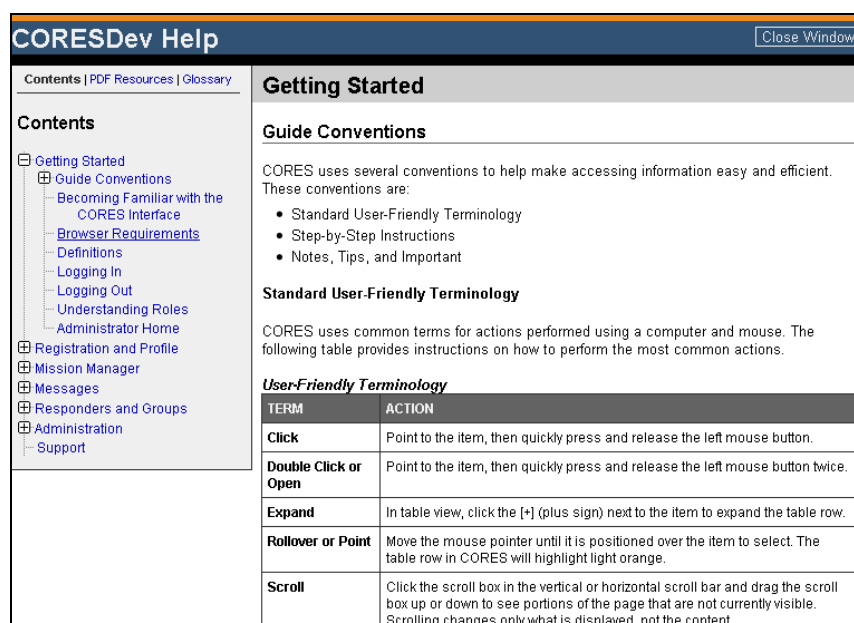 CORESDev Help
Close Window
Contents | PDF Resources | Glossary
Contents
Getting Started
Guide Conventions
Becoming Familiar with the
CORES Interface
Browser Requirements
Definitions
Logging In
Logging Out
Understanding Roles
Administrator Home
Registration and Profile
Mission Manager
Messages
Responders and Groups
Administration
Support
Getting Started
Guide Conventions
CORES uses several conventions to help make accessing information easy and efficient.
These conventions are:
• Standard User-Friendly Terminology
• Step-by-Step Instructions
• Notes, Tips, and Important
Standard User-Friendly Terminology
CORES uses common terms for actions performed using a computer and mouse. The
following table provides instructions on how to perform the most common actions.
User-Friendly Terminology
TERM ACTION
Click Point to the item, then quickly press and release the left mouse button.
Double Click or Point to the item, then quickly press and release the left mouse button twice.
Open
Expand In table view, click the [+] (plus sign) next to the item to expand the table row.
Rollover or Point Move the mouse pointer until it is positioned over the item to select. The
table row in CORES will highlight light orange.
Scroll Click the scroll box in the vertical or horizontal scroll bar and drag the scroll
box up or down to see portions of the page that are not currently visible.
Scrolling changes only what is displayed, not the content.